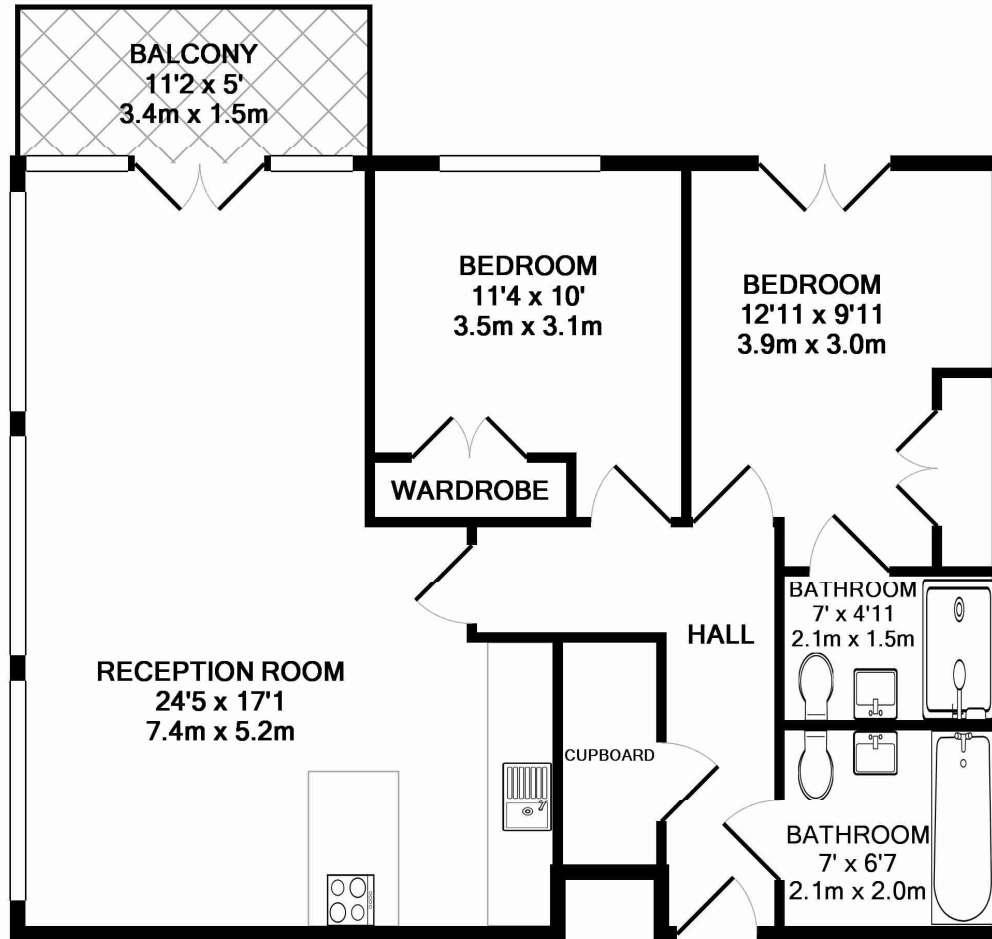 BALCONY
11'2 x 5'
3.4m x 1.5m
BEDROOM
11'4 x 10'
3.5m x 3.1m
BEDROOM
12'11 x 9'11
3.9m x 3.0m
WARDROBE
BATHROOM
7' x 4'11
2.1m x 1.5m
HALL
RECEPTION ROOM
24'5 x 17'1
7.4m x 5.2m
CUPBOARD
BATHROOM
7' x 6'7
2.1m x 2.0m